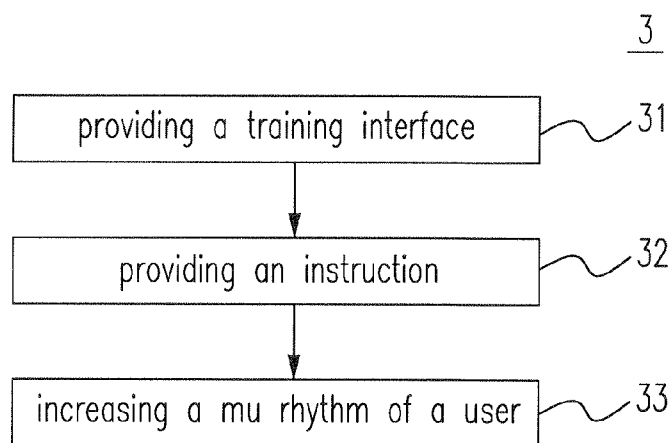 3
providing a training interface
31
providing an instruction
32
increasing a mu rhythm of a user
33